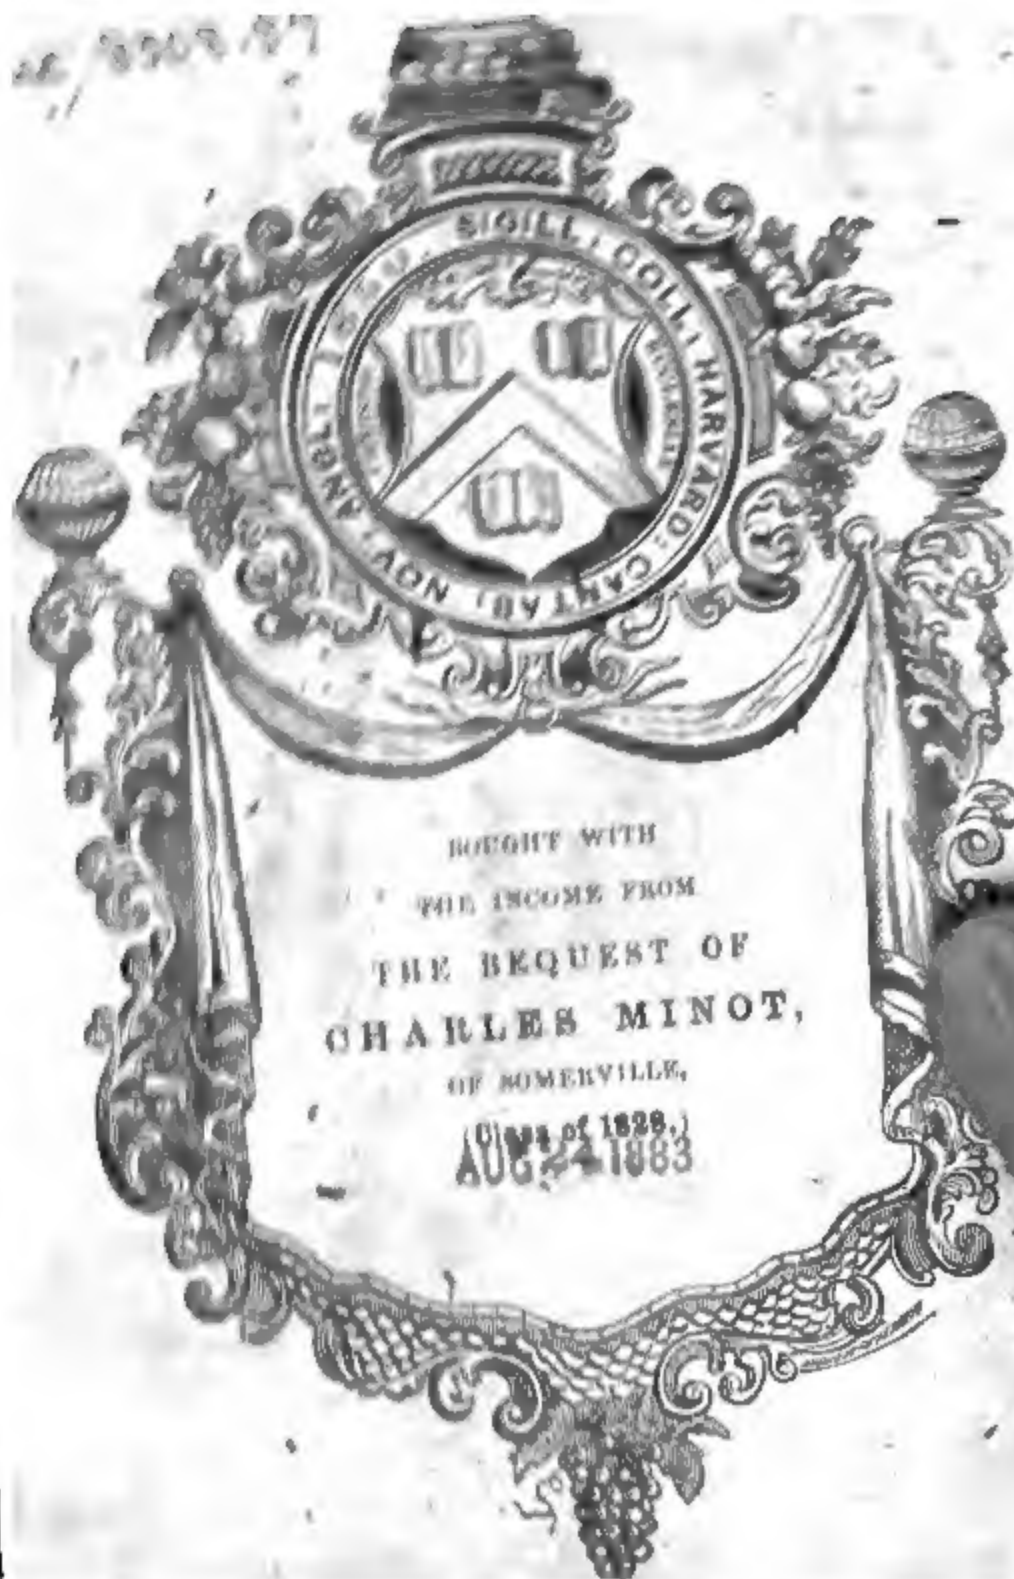 SIGILL: COLL: HARVARD: CANTAB: NOV: ANGL: 1650.
BOUGHT WITH
THE INCOME FROM
THE BEQUEST OF
CHARLES MINOT,
OF SOMERVILLE,
(Class of 1828.)
AUG 24 1883